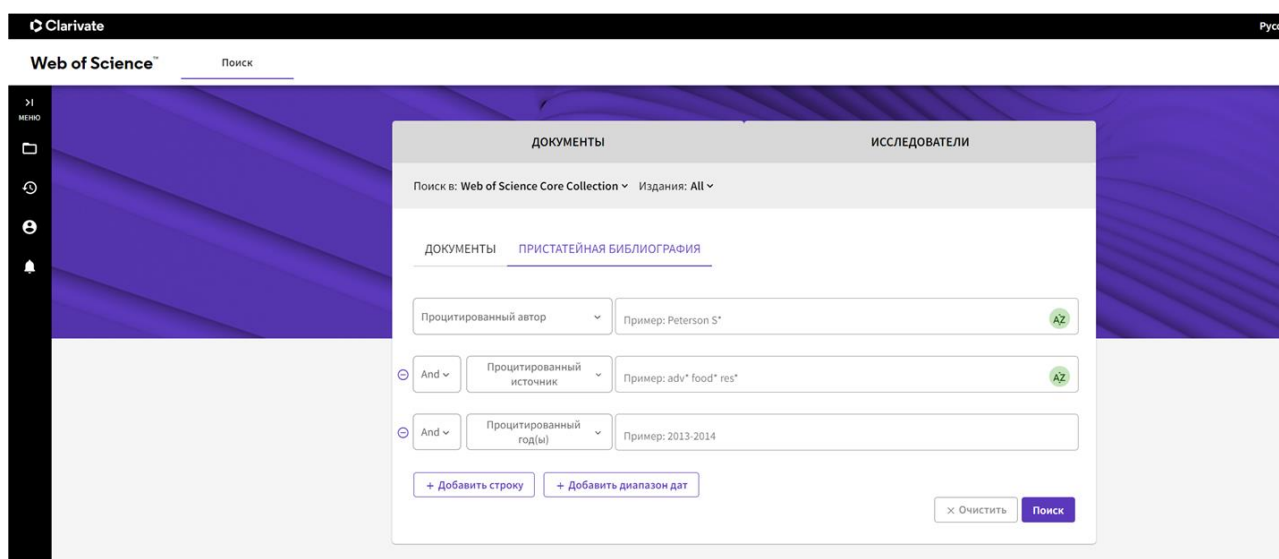 Clarivate
Русс
Web of Science™ Поиск
МЕНЮ
ДОКУМЕНТЫ ИССЛЕДОВАТЕЛИ
Поиск в: Web of Science Core Collection Издания: All
ДОКУМЕНТЫ ПРИСТАТЕЙНАЯ БИБЛИОГРАФИЯ
Процитированный автор Пример: Peterson S*
AZ
And Процитированный источник Пример: adv* food* res*
AZ
And Процитированный год(ы) Пример: 2013-2014
+ Добавить строку + Добавить диапазон дат
× Очистить Поиск